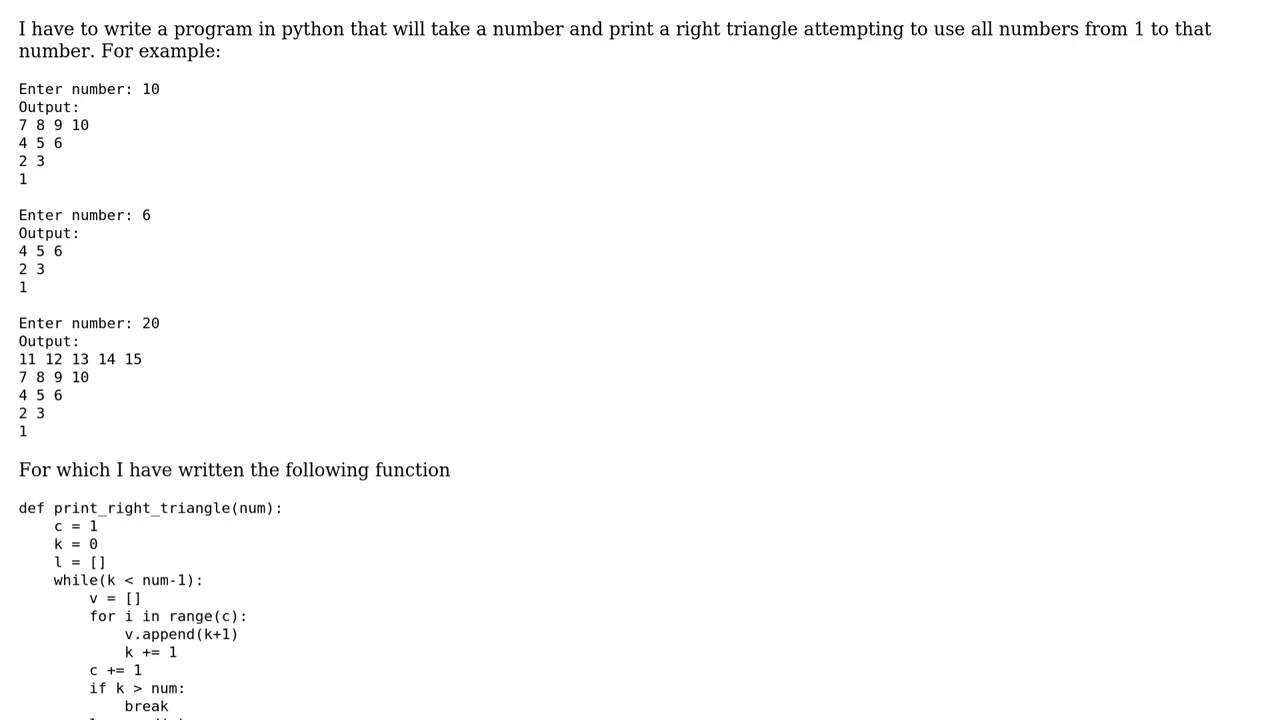 I have to write a program in python that will take a number and print a right triangle attempting to use all numbers from 1 to that
number. For example:
Enter number: 10
Output:
7 8 9 10
4 5 6
2 3
1
Enter number: 6
Output:
4 5 6
2 3
1
Enter number: 20
Output:
11 12 13 14 15
7 8 9 10
4 5 6
2 3
1
For which I have written the following function
def print_right_triangle(num):
    c = 1
    k = 0
    l = []
    while(k < num-1):
        v = []
        for i in range(c):
            v.append(k+1)
            k += 1
        c += 1
        if k > num:
            break